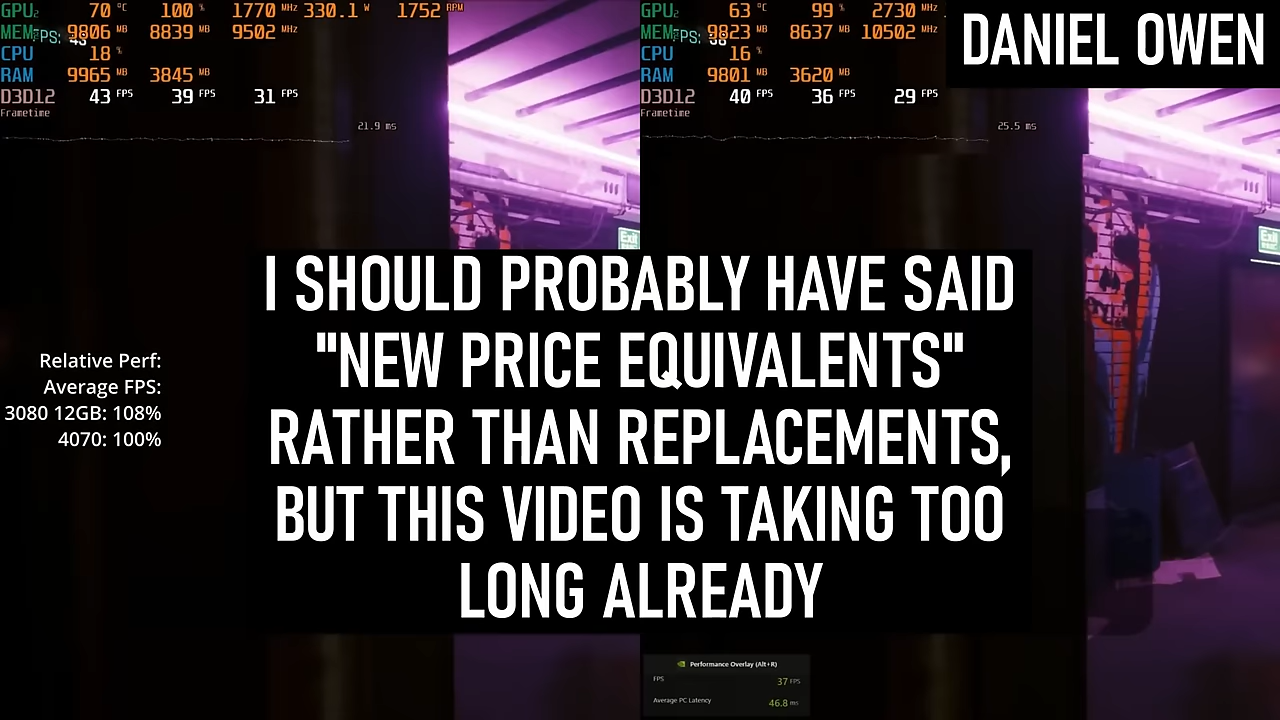 GPU₂ 70 °C 100 % 1770 MHz 330.1 W 1752 RPM
MEM₂ 9806 MB 8839 MB 9502 MHz
CPU 18 %
RAM 9965 MB 3845 MB
D3D12 43 FPS 39 FPS 31 FPS
Frametime
21.9 ms
GPU₂ 63 °C 99 % 2730 MHz
MEM₂ 9823 MB 8637 MB 10502 MHz
CPU 16 %
RAM 9801 MB 3620 MB
D3D12 40 FPS 36 FPS 29 FPS
Frametime
25.5 ms
DANIEL OWEN
Exit
I SHOULD PROBABLY HAVE SAID
"NEW PRICE EQUIVALENTS"
RATHER THAN REPLACEMENTS,
BUT THIS VIDEO IS TAKING TOO
LONG ALREADY
Relative Perf:
Average FPS:
3080 12GB: 108%
4070: 100%
Performance Overlay (Alt+R)
FPS 37 FPS
Average PC Latency 46.8 ms